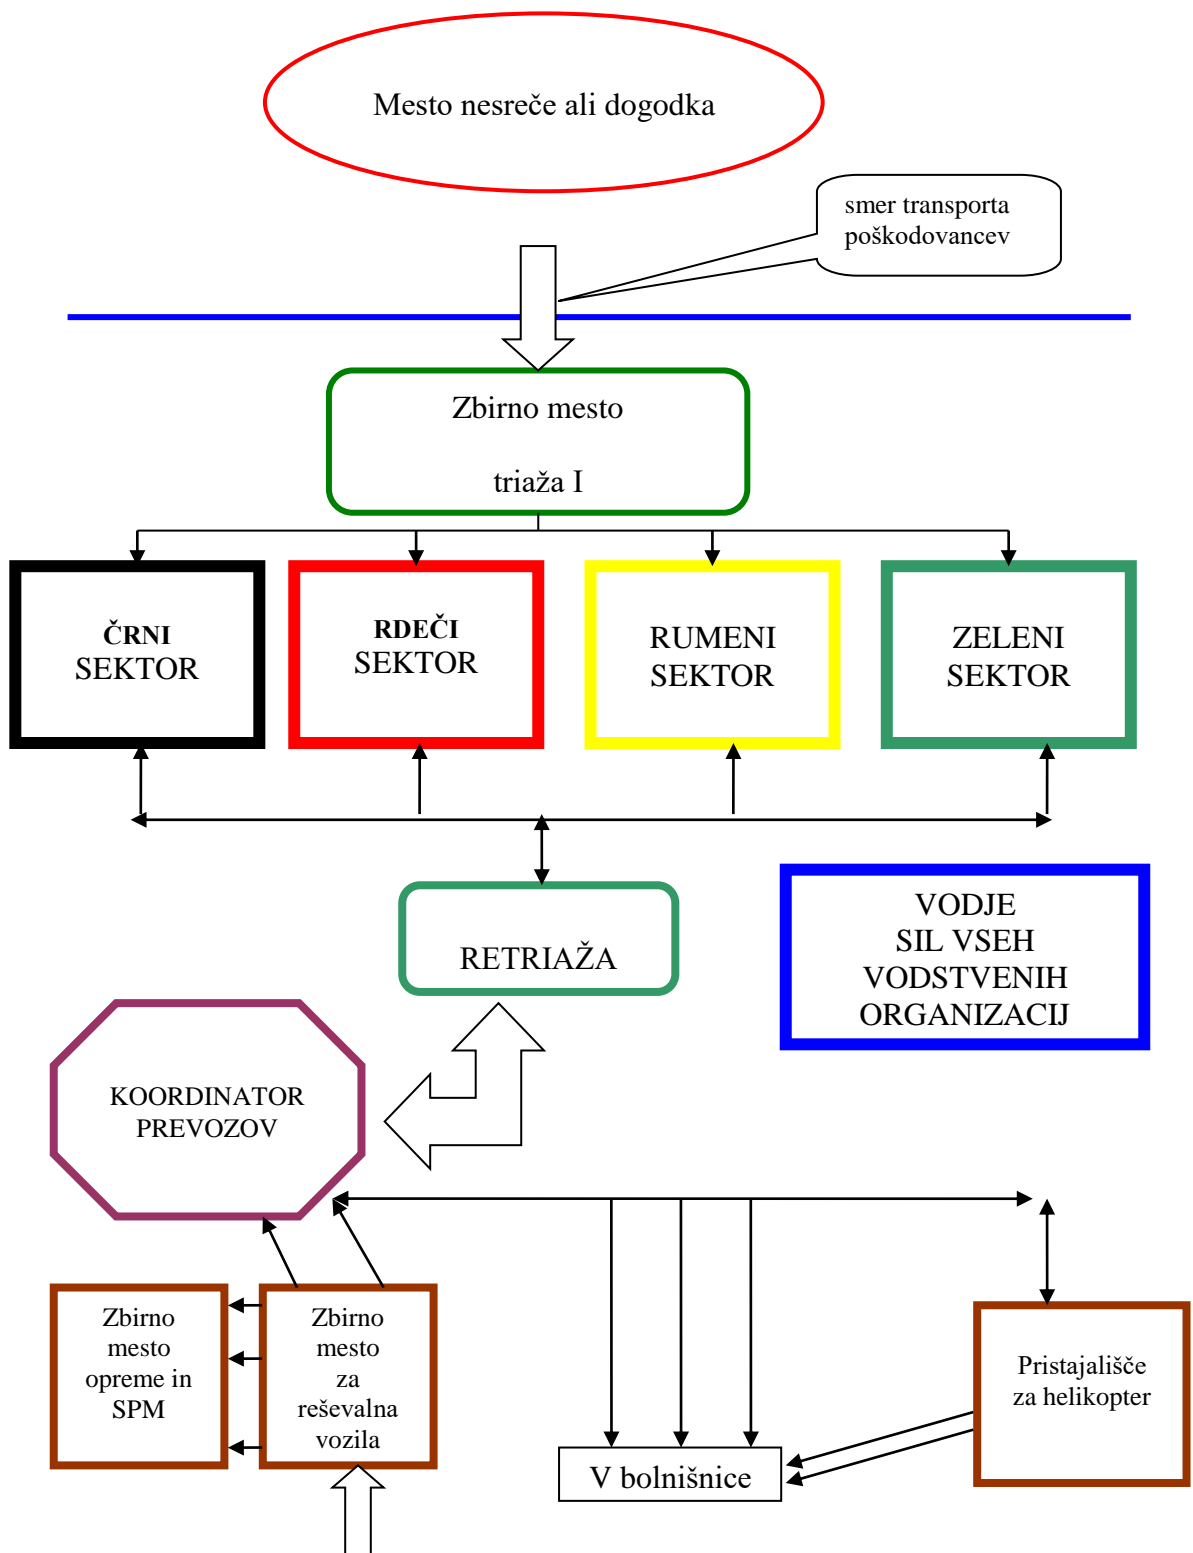 Mesto nesreče ali dogodka
smer transporta
poškodovancev
Zbirno mesto
triaža I
ČRNI
SEKTOR
RDEČI
SEKTOR
RUMENI
SEKTOR
ZELENI
SEKTOR
RETRIAŽA
VODJE
SIL VSEH
VODSTVENIH
ORGANIZACIJ
KOORDINATOR
PREVOZOV
Zbirno
mesto
opreme in
SPM
Zbirno
mesto
za
reševalna
vozila
V bolnišnice
Pristajališče
za helikopter